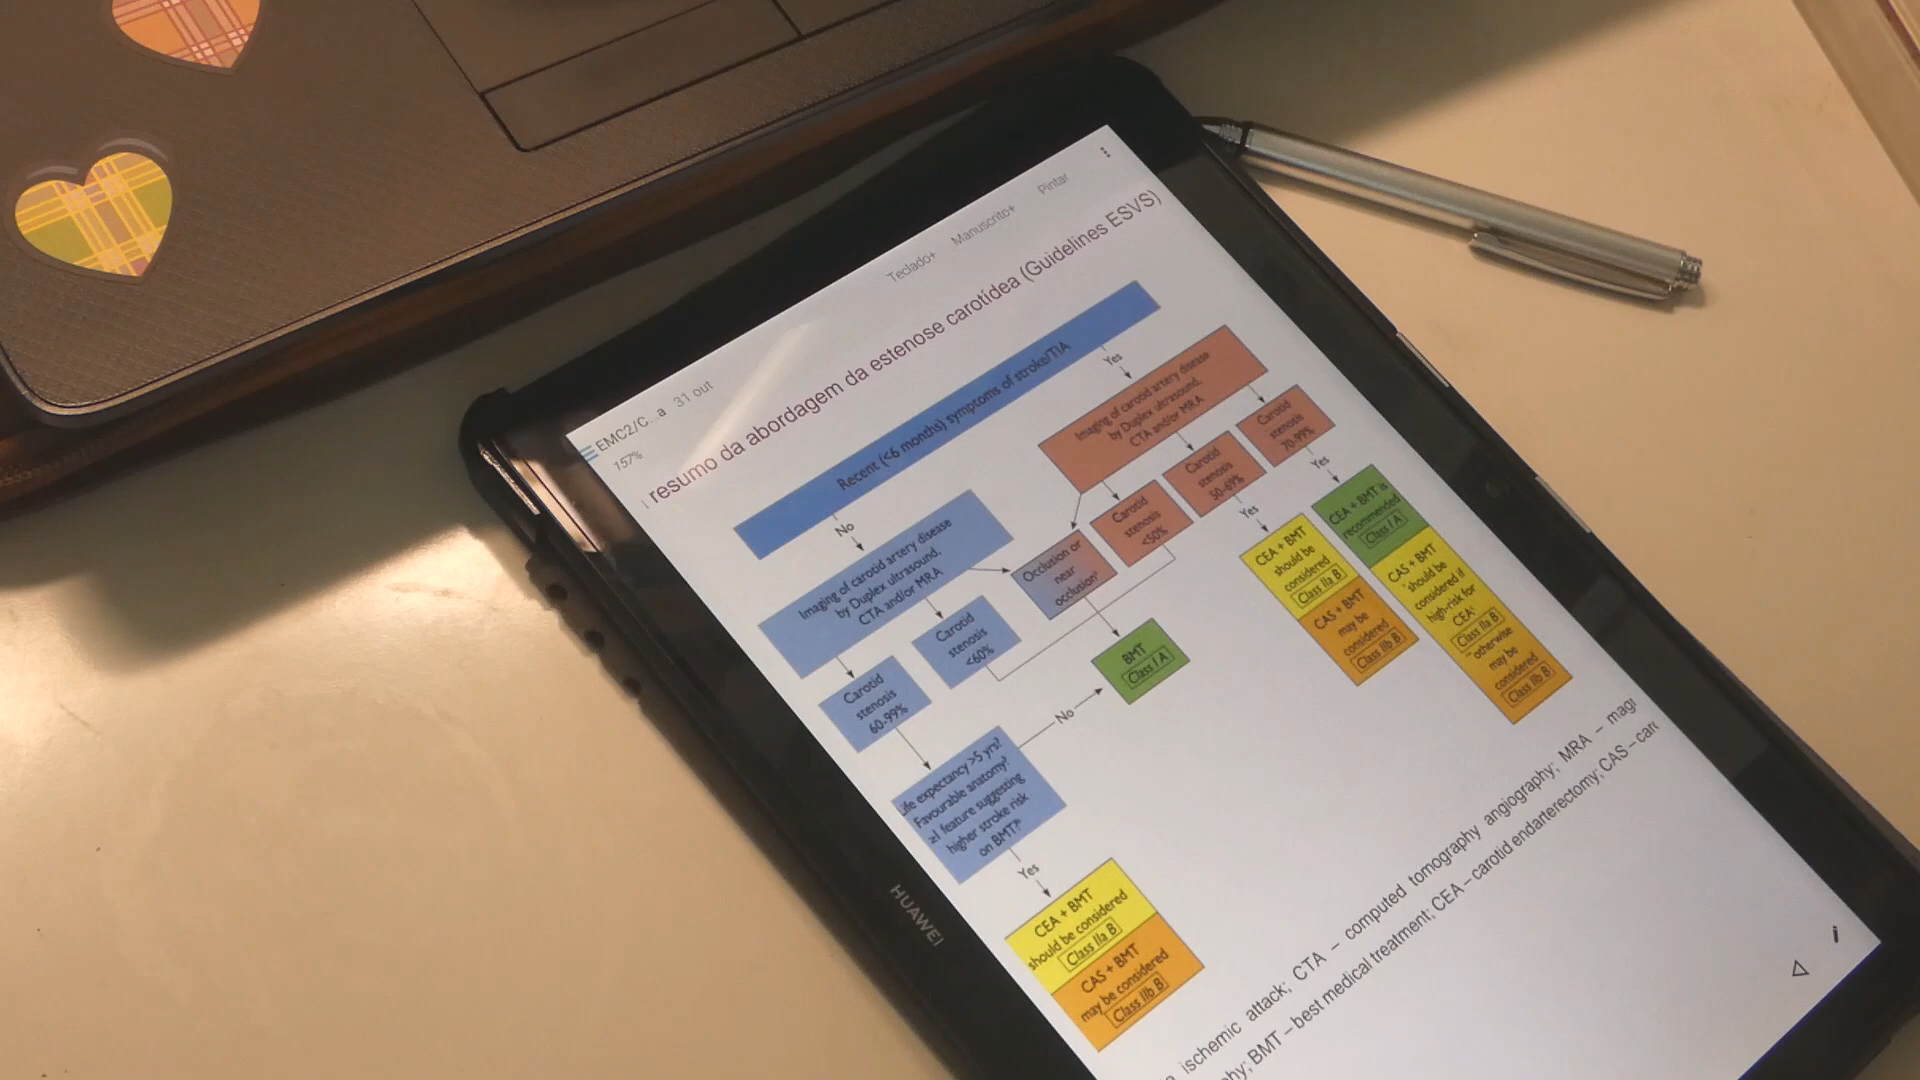 EMC2/C...a 31 out
157%
Teclado+ Manuscrito+ Pintar
resumo da abordagem da estenose carotídea (Guidelines ESVS)
Recent (<6 months) symptoms of stroke/TIA
No
Yes
Imaging of carotid artery disease
by Duplex ultrasound,
CTA and/or MRA
Imaging of carotid artery disease
by Duplex ultrasound,
CTA and/or MRA
Carotid
stenosis
60-99%
Carotid
stenosis
<60%
Occlusion or
near
occlusion
Carotid
stenosis
<50%
Carotid
stenosis
50-69%
Carotid
stenosis
70-99%
Yes
Yes
Life expectancy >5 yrs?
Favourable anatomy?
≥1 feature suggesting
higher stroke risk
on BMT?
No
BMT
Class I A
CEA + BMT
should be
considered
Class IIa B
CAS + BMT
may be
considered
Class IIb B
CEA + BMT is
recommended
Class I A
CAS + BMT
should be
considered if
high-risk for
CEA
Class IIa B
otherwise
may be
considered
Class IIb B
Yes
CEA + BMT
should be considered
Class IIa B
CAS + BMT
may be considered
Class IIb B
ischemic attack; CTA – computed tomography angiography; MRA – magn
hy; BMT – best medical treatment; CEA – carotid endarterectomy; CAS – caro
HUAWEI